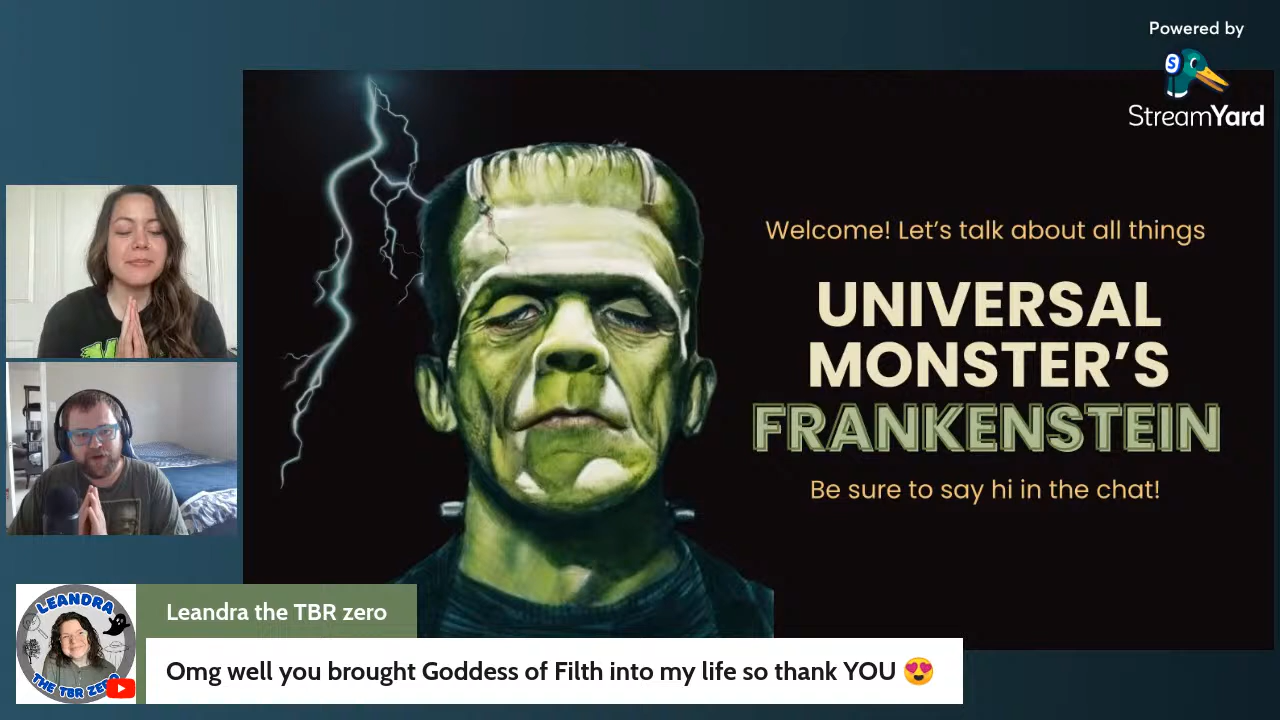 Powered by
S
StreamYard
Welcome! Let's talk about all things
UNIVERSAL
MONSTER'S
FRANKENSTEIN
Be sure to say hi in the chat!
LEANDRA
THE TBR ZERO
Leandra the TBR zero
Omg well you brought Goddess of Filth into my life so thank YOU 😍